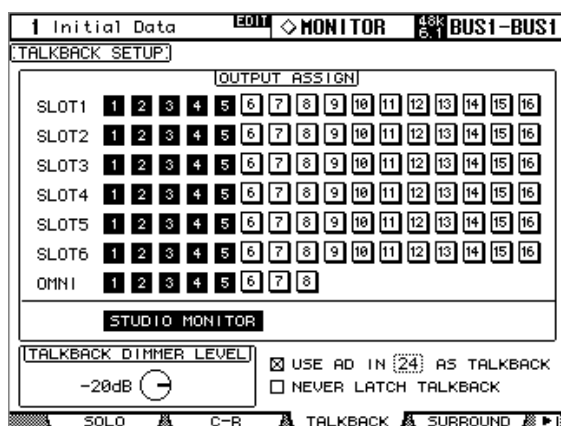 1 Initial Data EDIT ◇MONITOR 48k 6.1 BUS1-BUS1
TALKBACK SETUP
OUTPUT ASSIGN
SLOT1 1 2 3 4 5 6 7 8 9 10 11 12 13 14 15 16
SLOT2 1 2 3 4 5 6 7 8 9 10 11 12 13 14 15 16
SLOT3 1 2 3 4 5 6 7 8 9 10 11 12 13 14 15 16
SLOT4 1 2 3 4 5 6 7 8 9 10 11 12 13 14 15 16
SLOT5 1 2 3 4 5 6 7 8 9 10 11 12 13 14 15 16
SLOT6 1 2 3 4 5 6 7 8 9 10 11 12 13 14 15 16
OMNI 1 2 3 4 5 6 7 8
STUDIO MONITOR
TALKBACK DIMMER LEVEL
-20dB
USE AD IN 24 AS TALKBACK
NEVER LATCH TALKBACK
SOLO C-R TALKBACK SURROUND